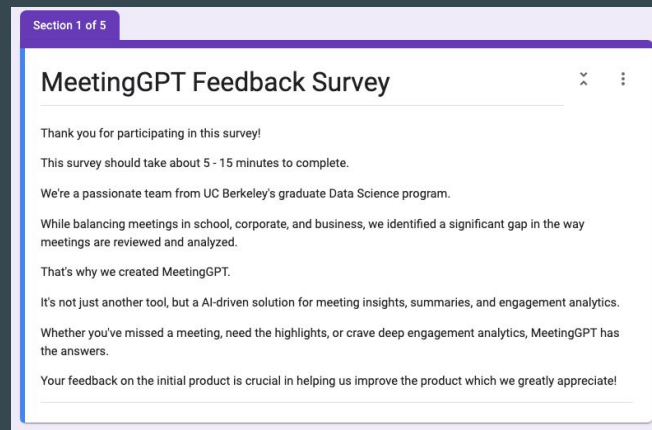 Section 1 of 5
MeetingGPT Feedback Survey
Thank you for participating in this survey!
This survey should take about 5 - 15 minutes to complete.
We're a passionate team from UC Berkeley's graduate Data Science program.
While balancing meetings in school, corporate, and business, we identified a significant gap in the way
meetings are reviewed and analyzed.
That's why we created MeetingGPT.
It's not just another tool, but a AI-driven solution for meeting insights, summaries, and engagement analytics.
Whether you've missed a meeting, need the highlights, or crave deep engagement analytics, MeetingGPT has
the answers.
Your feedback on the initial product is crucial in helping us improve the product which we greatly appreciate!